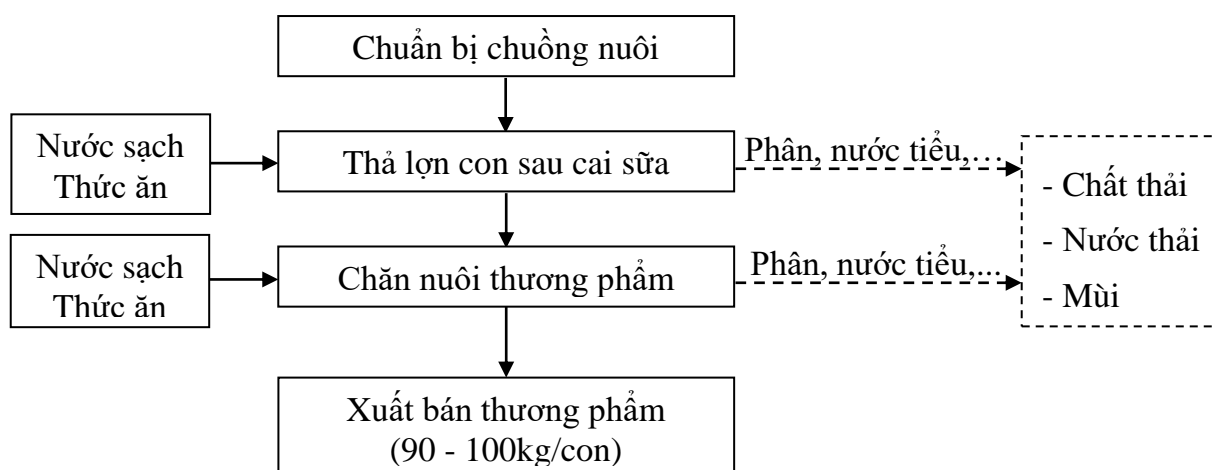 Chuẩn bị chuồng nuôi
Nước sạch
Thức ăn
Thả lợn con sau cai sữa
Phân, nước tiểu,…
Nước sạch
Thức ăn
Chăn nuôi thương phẩm
Phân, nước tiểu,...
- Chất thải
- Nước thải
- Mùi
Xuất bán thương phẩm
(90 - 100kg/con)